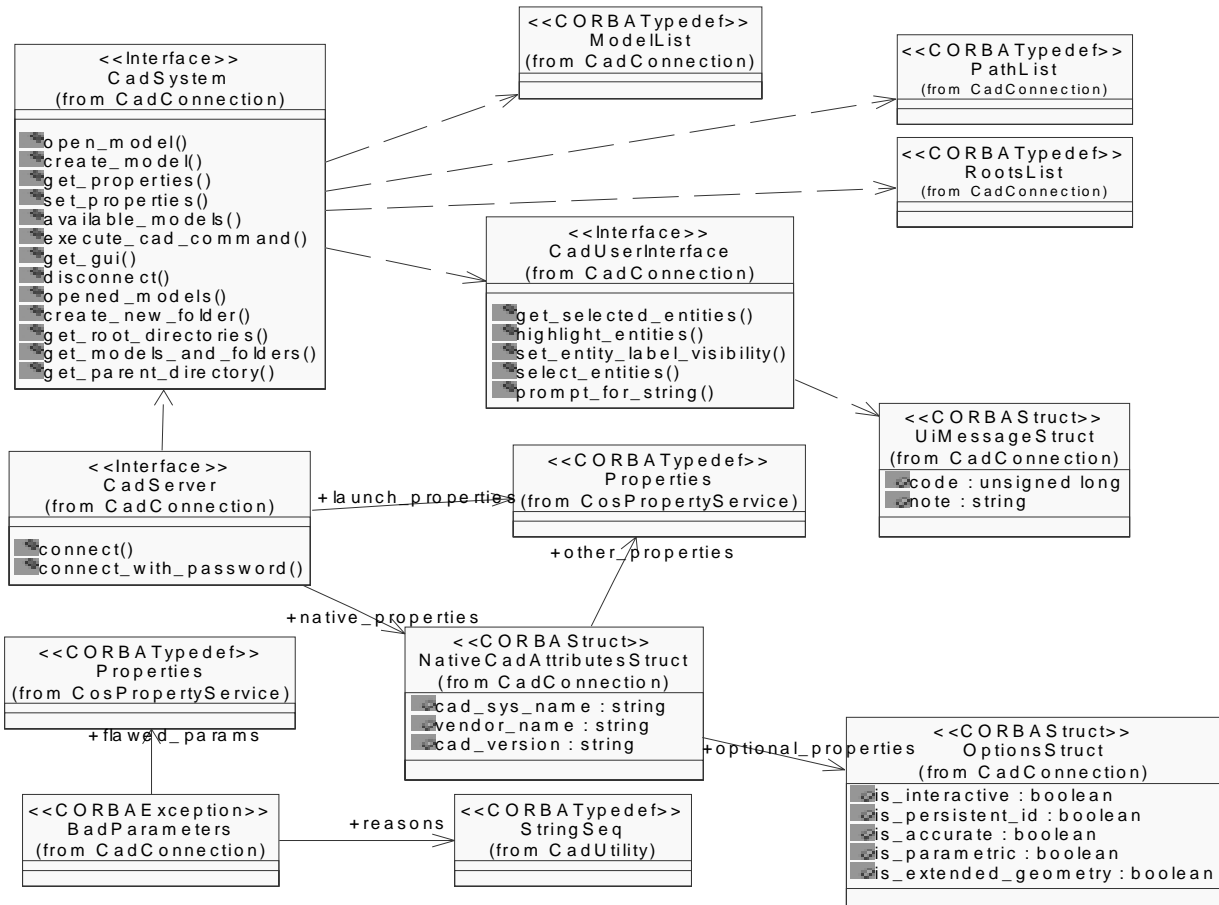 <<Interface>>
CadSystem
(from CadConnection)
open_model()
create_model()
get_properties()
set_properties()
available_models()
execute_cad_command()
get_gui()
disconnect()
opened_models()
create_new_folder()
get_root_directories()
get_models_and_folders()
get_parent_directory()
<<CORBATypedef>>
ModelList
(from CadConnection)
<<CORBATypedef>>
PathList
(from CadConnection)
<<CORBATypedef>>
RootsList
(from CadConnection)
<<Interface>>
CadUserInterface
(from CadConnection)
get_selected_entities()
highlight_entities()
set_entity_label_visibility()
select_entities()
prompt_for_string()
<<CORBAStruct>>
UiMessageStruct
(from CadConnection)
code : unsigned long
note : string
<<Interface>>
CadServer
(from CadConnection)
connect()
connect_with_password()
+launch_properties
<<CORBATypedef>>
Properties
(from CosPropertyService)
+other_properties
+native_properties
<<CORBAStruct>>
NativeCadAttributesStruct
(from CadConnection)
cad_sys_name : string
vendor_name : string
cad_version : string
<<CORBATypedef>>
Properties
(from CosPropertyService)
+flawed_params
+optional_properties
<<CORBAStruct>>
OptionsStruct
(from CadConnection)
is_interactive : boolean
is_persistent_id : boolean
is_accurate : boolean
is_parametric : boolean
is_extended_geometry : boolean
<<CORBAException>>
BadParameters
(from CadConnection)
+reasons
<<CORBATypedef>>
StringSeq
(from CadUtility)